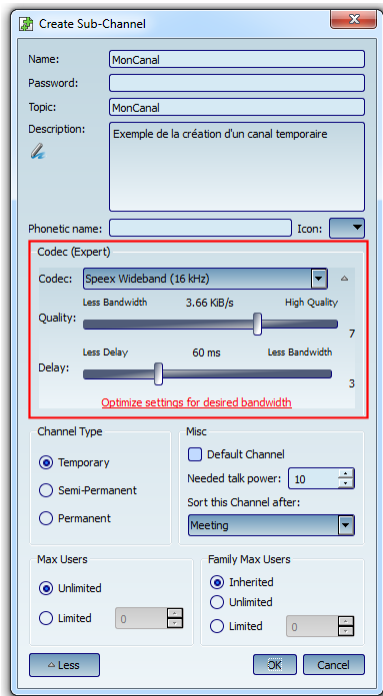 Create Sub-Channel
Name: MonCanal
Password:
Topic: MonCanal
Description: Exemple de la création d'un canal temporaire
Phonetic name: Icon:
Codec (Expert)
Codec: Speex Wideband (16 kHz)
Less Bandwidth 3.66 KiB/s High Quality
Quality: 7
Less Delay 60 ms Less Bandwidth
Delay: 3
Optimize settings for desired bandwidth
Channel Type
Temporary
Semi-Permanent
Permanent
Misc
Default Channel
Needed talk power: 10
Sort this Channel after:
Meeting
Max Users
Unlimited
Limited 0
Family Max Users
Inherited
Unlimited
Limited 0
Less OK Cancel